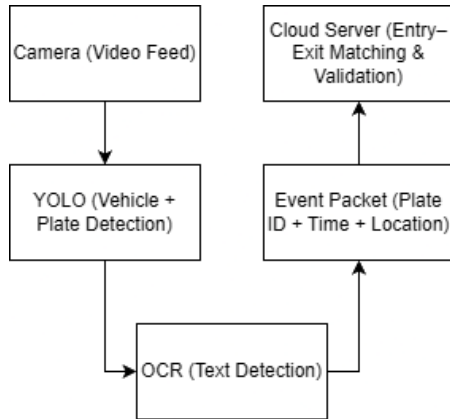 Camera (Video Feed)
YOLO (Vehicle +
Plate Detection)
OCR (Text Detection)
Event Packet (Plate
ID + Time + Location)
Cloud Server (Entry–
Exit Matching &
Validation)